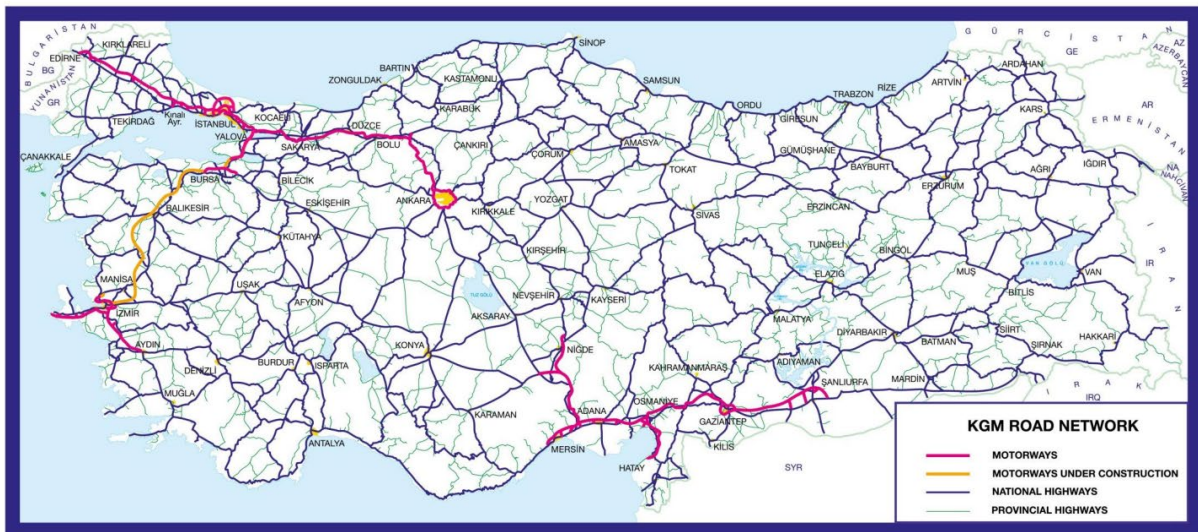 BULGARİSTAN
GÜRCİSTAN
AZ
AZERBAYCAN
GE
SİNOP
KIRKLARELİ
EDİRNE
BG
YUNANİSTAN
GR
BARTIN
ZONGULDAK
KASTAMONU
SAMSUN
ARTVİN
ARDAHAN
RİZE
TRABZON
ORDU
GİRESUN
KARS
AR
ERMENİSTAN
TEKİRDAĞ
Kınalı
Ayr.
İSTANBUL
KOCAELİ
KARABÜK
DÜZCE
YALOVA
SAKARYA
BOLU
ÇANKIRI
ÇORUM
AMASYA
GÜMÜŞHANE
BAYBURT
ÇANAKKALE
TOKAT
AĞRI
IĞDIR
NA
NAHCİVAN
BURSA
BİLECİK
ERZURUM
ESKİŞEHİR
ANKARA
KIRIKKALE
YOZGAT
SİVAS
ERZİNCAN
BALIKESİR
KÜTAHYA
KIRŞEHİR
TUNCELİ
BİNGÖL
İRAN
IR
VAN GÖLÜ
MANİSA
UŞAK
AFYON
TUZ GÖLÜ
NEVŞEHİR
KAYSERİ
ELAZIĞ
MUŞ
VAN
BİTLİS
İZMİR
AKSARAY
MALATYA
DİYARBAKIR
SİİRT
AYDIN
KONYA
NİĞDE
BATMAN
ŞIRNAK
HAKKARİ
DENİZLİ
BURDUR
ISPARTA
KAHRAMANMARAŞ
ADIYAMAN
MARDİN
ŞANLIURFA
MUĞLA
IRAK
IRQ
KARAMAN
ADANA
OSMANİYE
GAZİANTEP
ANTALYA
MERSİN
KİLİS
HATAY
SYR
KGM ROAD NETWORK
MOTORWAYS
MOTORWAYS UNDER CONSTRUCTION
NATIONAL HIGHWAYS
PROVINCIAL HIGHWAYS